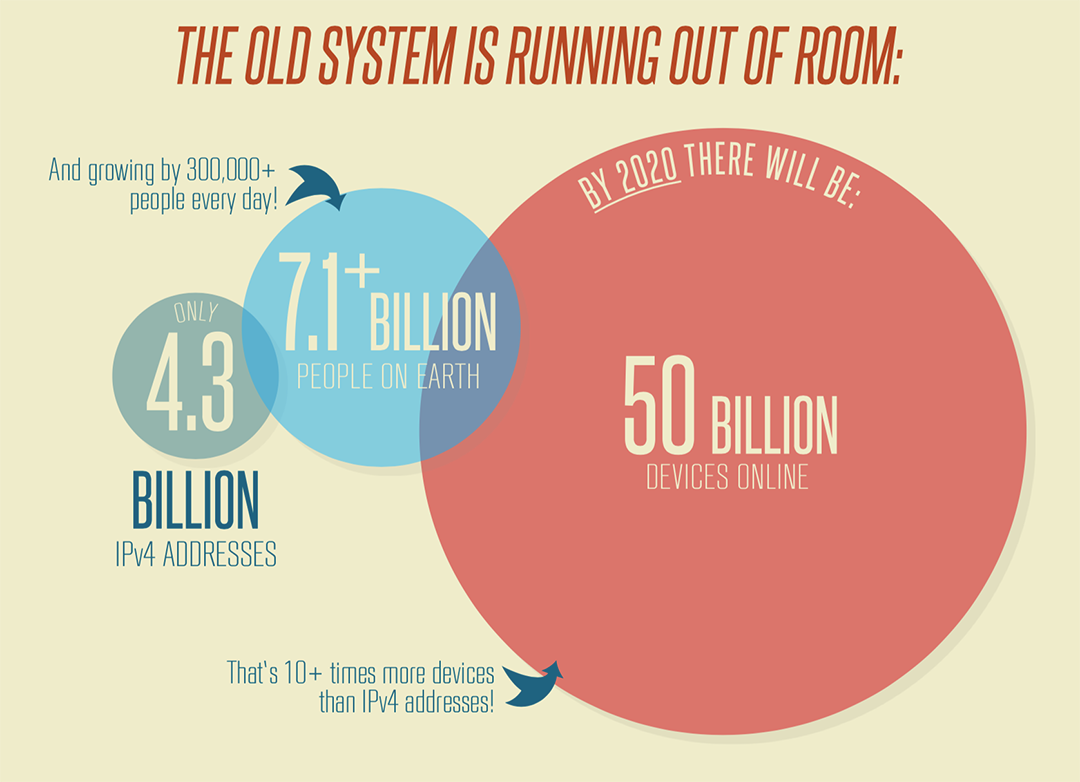 THE OLD SYSTEM IS RUNNING OUT OF ROOM:
And growing by 300,000+
people every day!
ONLY
4.3
BILLION
IPv4 ADDRESSES
7.1+ BILLION
PEOPLE ON EARTH
BY 2020 THERE WILL BE:
50 BILLION
DEVICES ONLINE
That's 10+ times more devices
than IPv4 addresses!